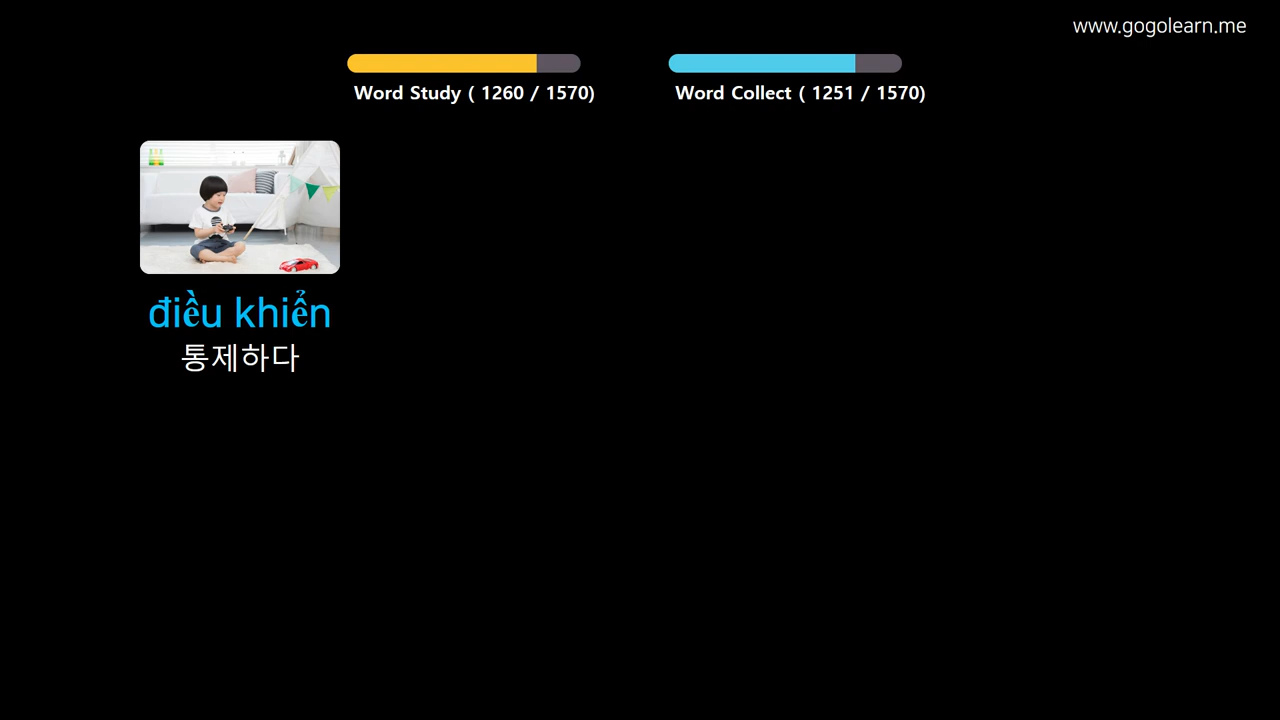 www.gogolearn.me
Word Study ( 1260 / 1570)
Word Collect ( 1251 / 1570)
điều khiển
통제하다